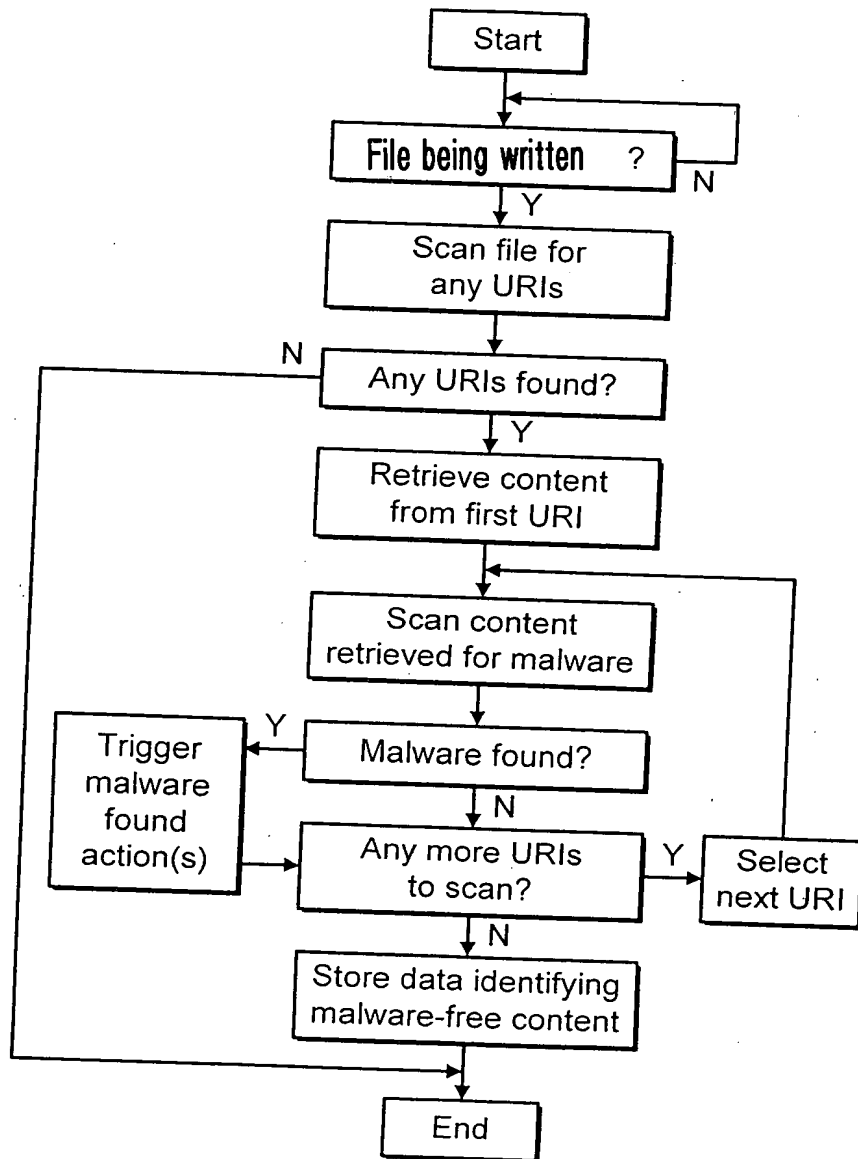 Start
File being written ?
N
Y
Scan file for
any URIs
N
Any URIs found?
Y
Retrieve content
from first URI
Scan content
retrieved for malware
Y
Malware found?
Trigger
malware
found
action(s)
N
Any more URIs
to scan?
Y
Select
next URI
N
Store data identifying
malware-free content
End